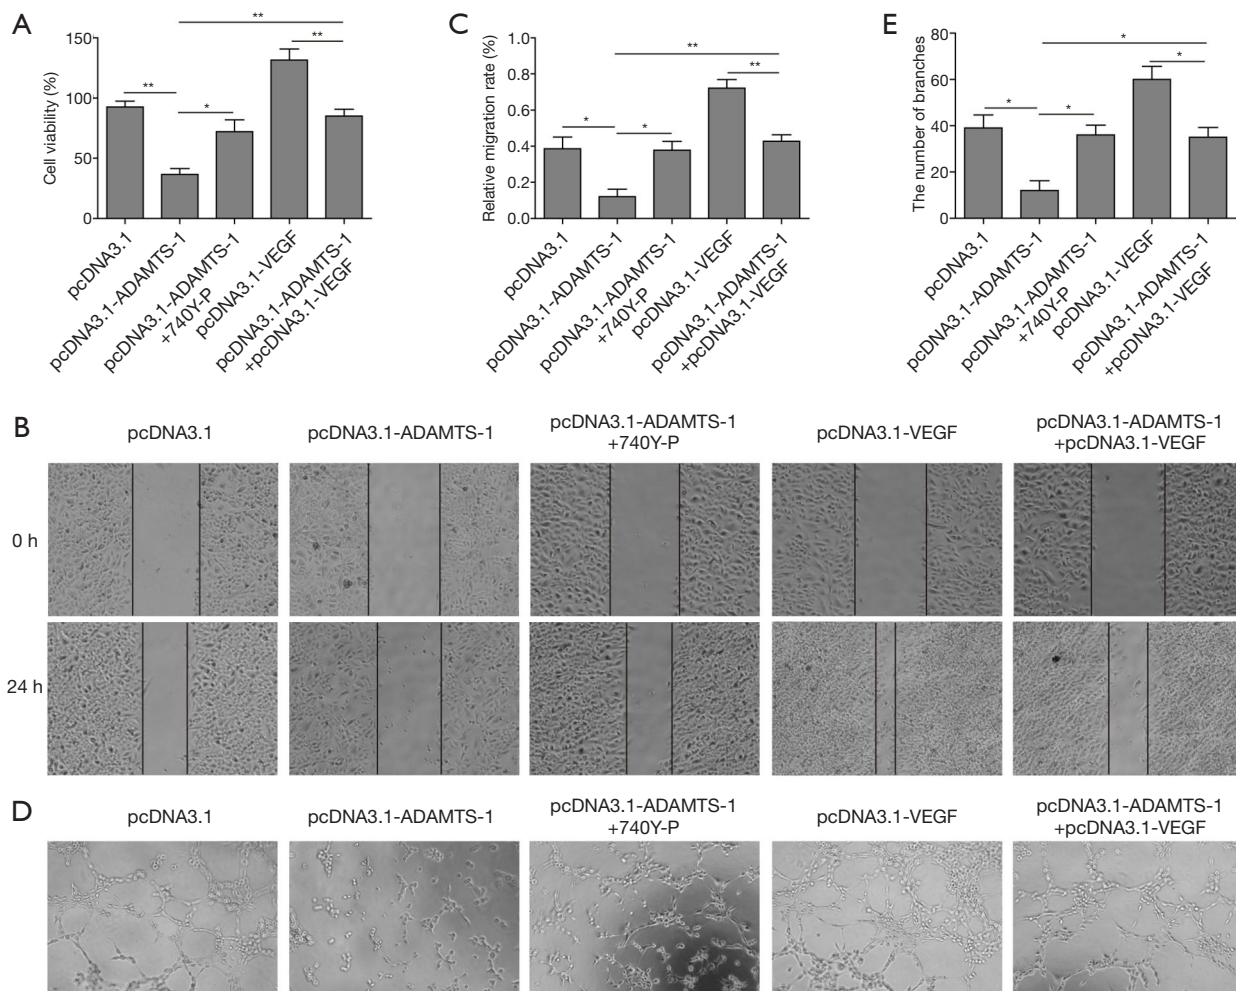 A
Cell viability (%)
150
100
50
0
**
**
**
*
pcDNA3.1
pcDNA3.1-ADAMTS-1
pcDNA3.1-ADAMTS-1
+740Y-P
pcDNA3.1-VEGF
pcDNA3.1-ADAMTS-1
+pcDNA3.1-VEGF
C
Relative migration rate (%)
1.0
0.8
0.6
0.4
0.2
0.0
**
**
*
*
pcDNA3.1
pcDNA3.1-ADAMTS-1
pcDNA3.1-ADAMTS-1
+740Y-P
pcDNA3.1-VEGF
pcDNA3.1-ADAMTS-1
+pcDNA3.1-VEGF
E
The number of branches
80
60
40
20
0
*
*
*
*
pcDNA3.1
pcDNA3.1-ADAMTS-1
pcDNA3.1-ADAMTS-1
+740Y-P
pcDNA3.1-VEGF
pcDNA3.1-ADAMTS-1
+pcDNA3.1-VEGF
B
pcDNA3.1
pcDNA3.1-ADAMTS-1
pcDNA3.1-ADAMTS-1
+740Y-P
pcDNA3.1-VEGF
pcDNA3.1-ADAMTS-1
+pcDNA3.1-VEGF
0 h
24 h
D
pcDNA3.1
pcDNA3.1-ADAMTS-1
pcDNA3.1-ADAMTS-1
+740Y-P
pcDNA3.1-VEGF
pcDNA3.1-ADAMTS-1
+pcDNA3.1-VEGF